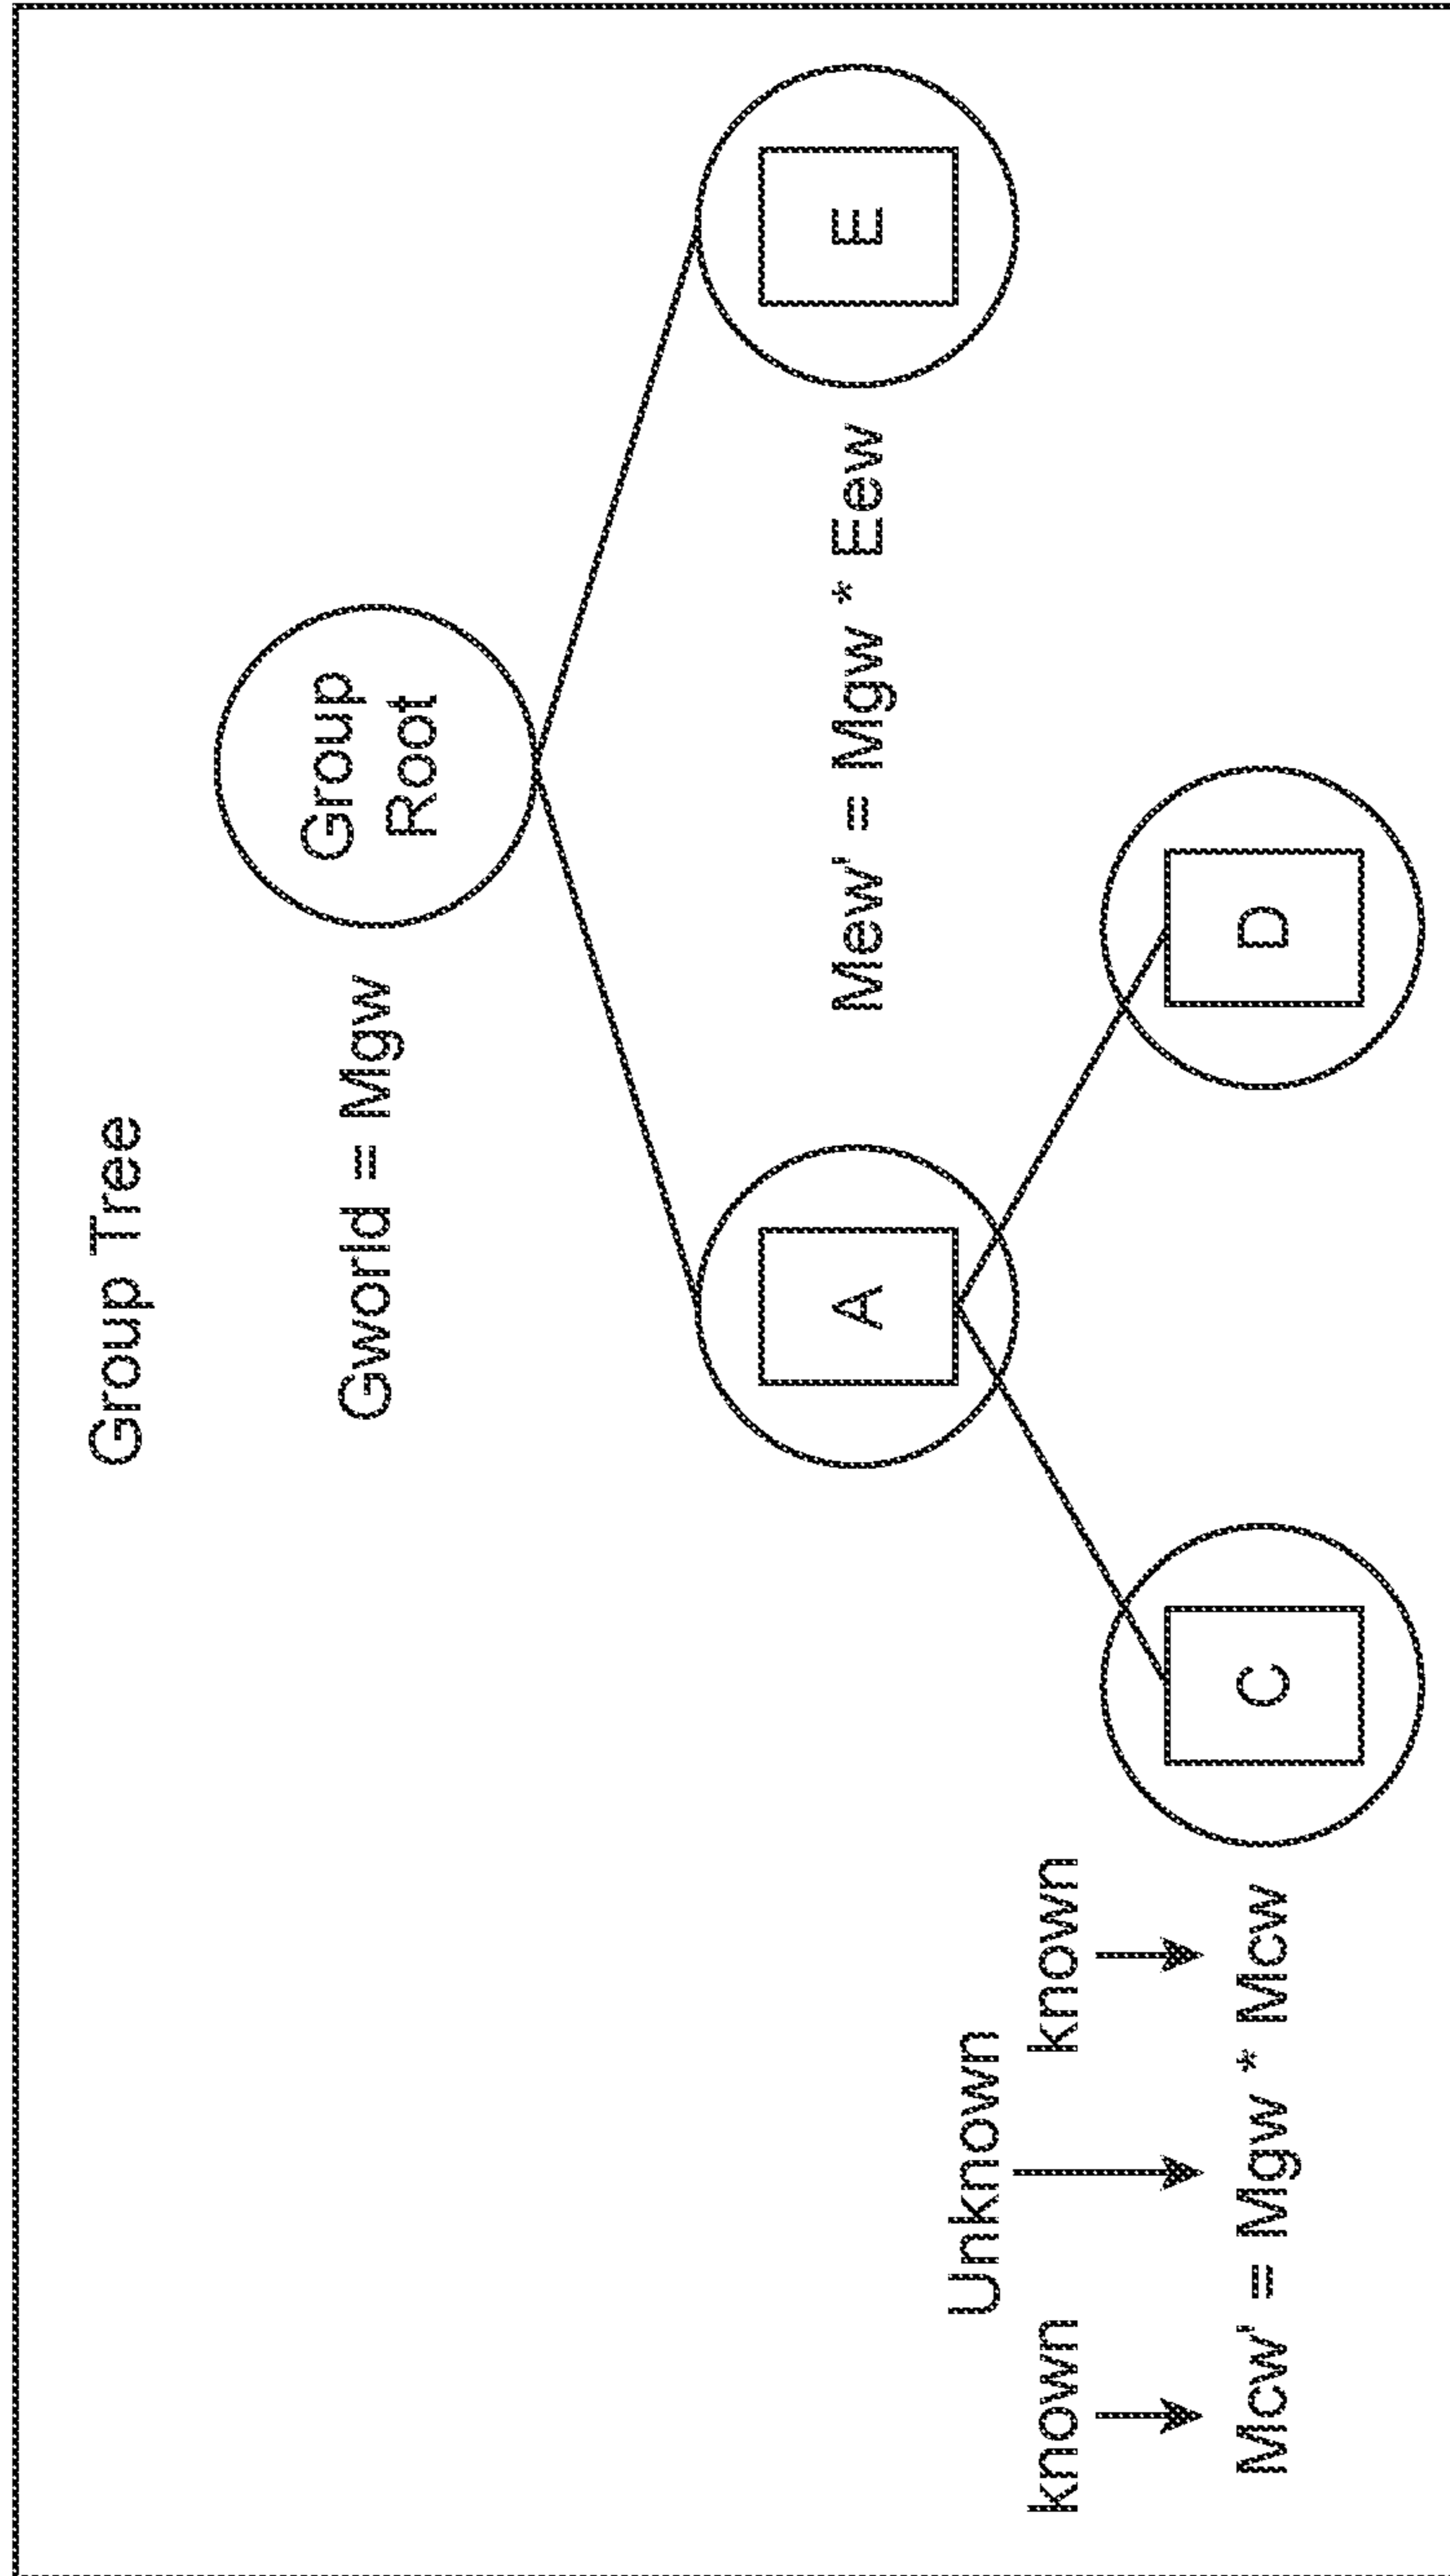 Group Tree
Gworld = Mgw
Group
Root
A
Mew' = Mgw * Eew
E
Unknown
known
known
Mcw' = Mgw * Mcw
C
D